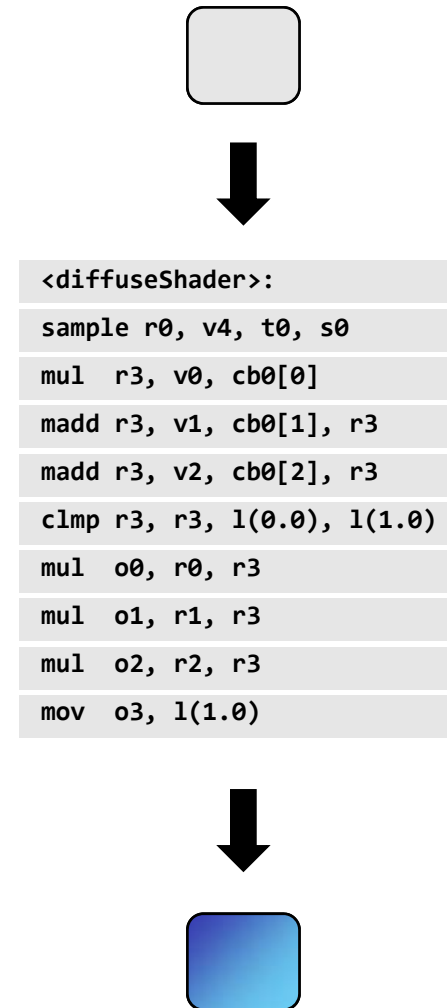 <diffuseShader>:
sample r0, v4, t0, s0
mul  r3, v0, cb0[0]
madd r3, v1, cb0[1], r3
madd r3, v2, cb0[2], r3
clmp r3, r3, l(0.0), l(1.0)
mul  o0, r0, r3
mul  o1, r1, r3
mul  o2, r2, r3
mov  o3, l(1.0)